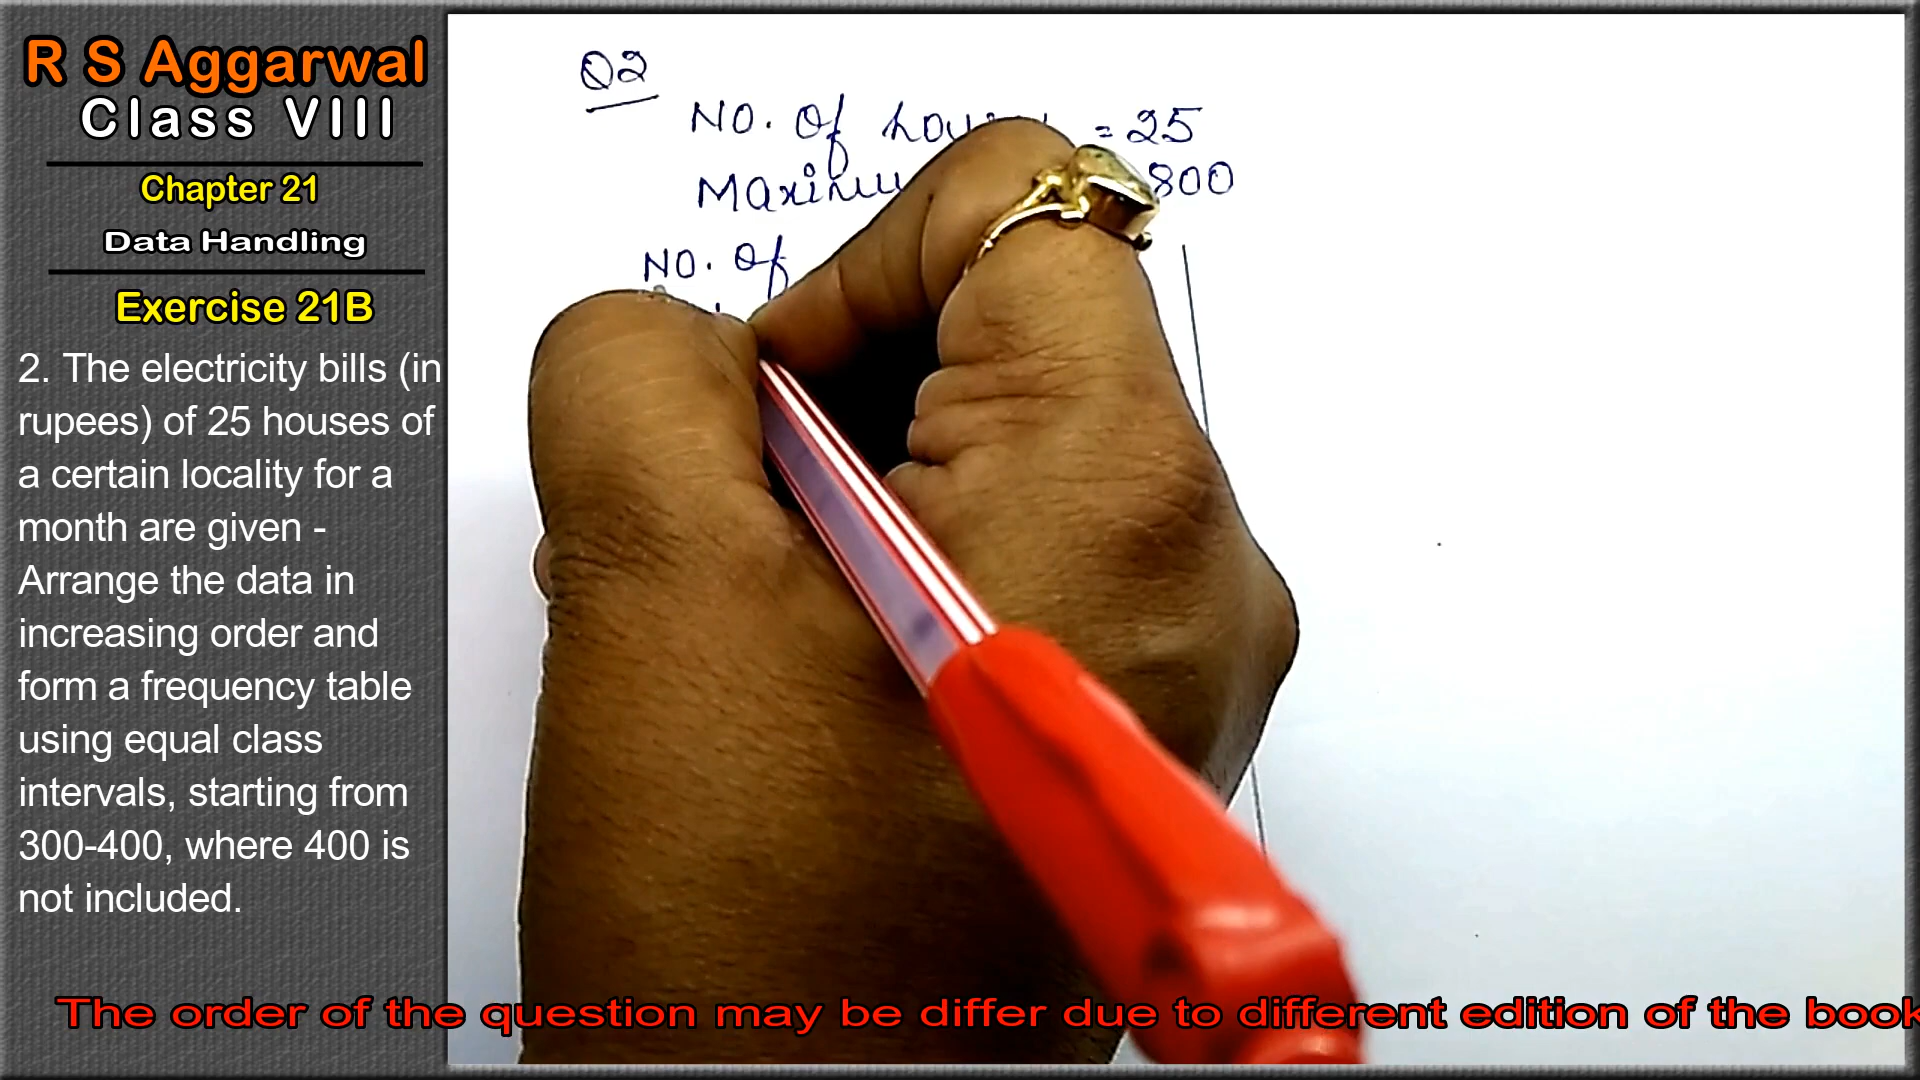 R S Aggarwal
Class VIII
Chapter 21
Data Handling
Exercise 21B
2. The electricity bills (in
rupees) of 25 houses of
a certain locality for a
month are given -
Arrange the data in
increasing order and
form a frequency table
using equal class
intervals, starting from
300-400, where 400 is
not included.
Q2
No. of = 25
800
No. of
The order of the question may be differ due to different edition of the book